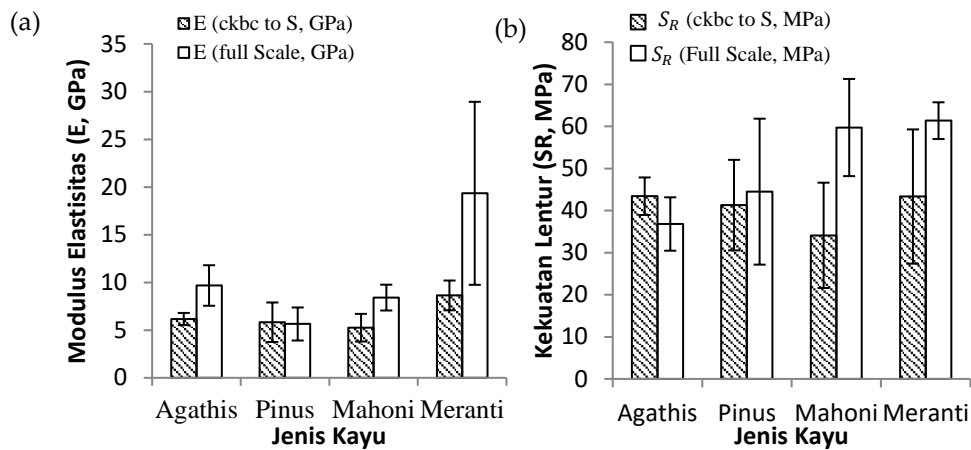 (a)
E (ckbc to S, GPa)
E (full Scale, GPa)
Modulus Elastisitas (E, GPa)
35
30
25
20
15
10
5
0
Agathis Pinus Mahoni Meranti
Jenis Kayu
(b)
S_R (ckbc to S, MPa)
S_R (Full Scale, MPa)
Kekuatan Lentur (SR, MPa)
80
70
60
50
40
30
20
10
0
Agathis Pinus Mahoni Meranti
Jenis Kayu